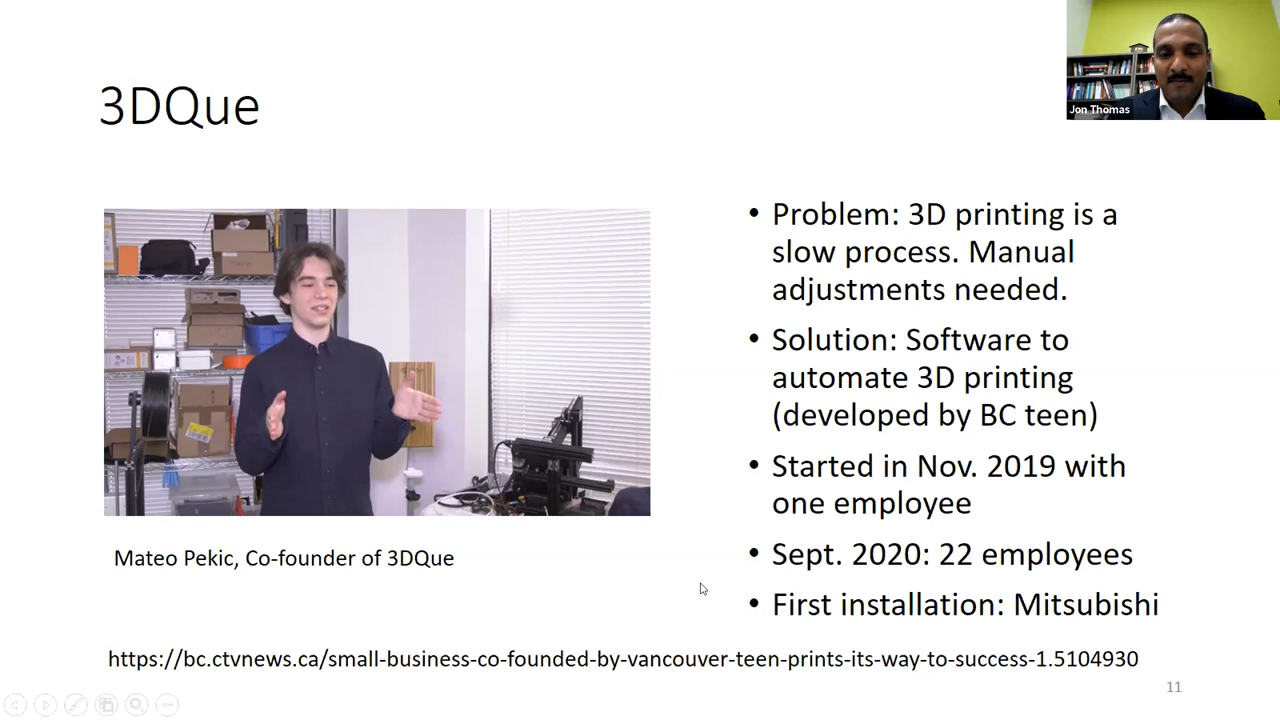 Jon Thomas
3DQue
• Problem: 3D printing is a
slow process. Manual
adjustments needed.
• Solution: Software to
automate 3D printing
(developed by BC teen)
• Started in Nov. 2019 with
one employee
• Sept. 2020: 22 employees
• First installation: Mitsubishi
Mateo Pekic, Co-founder of 3DQue
https://bc.ctvnews.ca/small-business-co-founded-by-vancouver-teen-prints-its-way-to-success-1.5104930
11